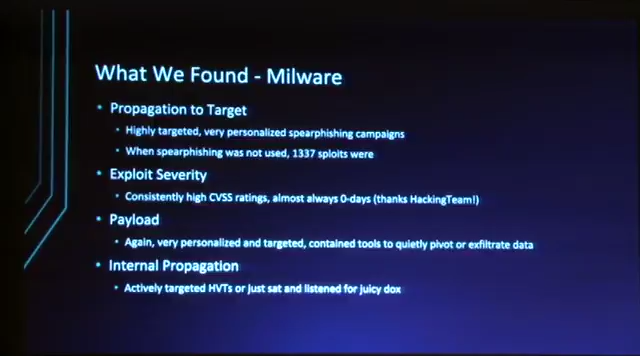 What We Found - Milware
• Propagation to Target
• Highly targeted, very personalized spearphishing campaigns
• When spearphishing was not used, 1337 sploits were
• Exploit Severity
• Consistently high CVSS ratings, almost always 0-days (thanks HackingTeam!)
• Payload
• Again, very personalized and targeted, contained tools to quietly pivot or exfiltrate data
• Internal Propagation
• Actively targeted HVTs or just sat and listened for juicy dox